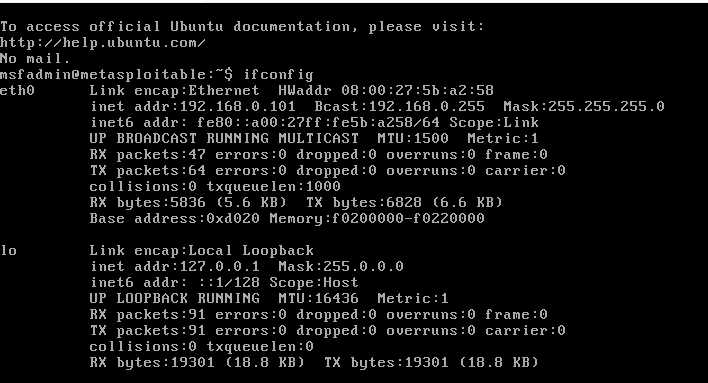 To access official Ubuntu documentation, please visit:
http://help.ubuntu.com/
No mail.
msfadmin@metasploitable:~$ ifconfig
eth0      Link encap:Ethernet  HWaddr 08:00:27:5b:a2:58
          inet addr:192.168.0.101  Bcast:192.168.0.255  Mask:255.255.255.0
          inet6 addr: fe80::a00:27ff:fe5b:a258/64 Scope:Link
          UP BROADCAST RUNNING MULTICAST  MTU:1500  Metric:1
          RX packets:47 errors:0 dropped:0 overruns:0 frame:0
          TX packets:64 errors:0 dropped:0 overruns:0 carrier:0
          collisions:0 txqueuelen:1000
          RX bytes:5836 (5.6 KB)  TX bytes:6828 (6.6 KB)
          Base address:0xd020 Memory:f0200000-f0220000
lo        Link encap:Local Loopback
          inet addr:127.0.0.1  Mask:255.0.0.0
          inet6 addr: ::1/128 Scope:Host
          UP LOOPBACK RUNNING  MTU:16436  Metric:1
          RX packets:91 errors:0 dropped:0 overruns:0 frame:0
          TX packets:91 errors:0 dropped:0 overruns:0 carrier:0
          collisions:0 txqueuelen:0
          RX bytes:19301 (18.8 KB)  TX bytes:19301 (18.8 KB)